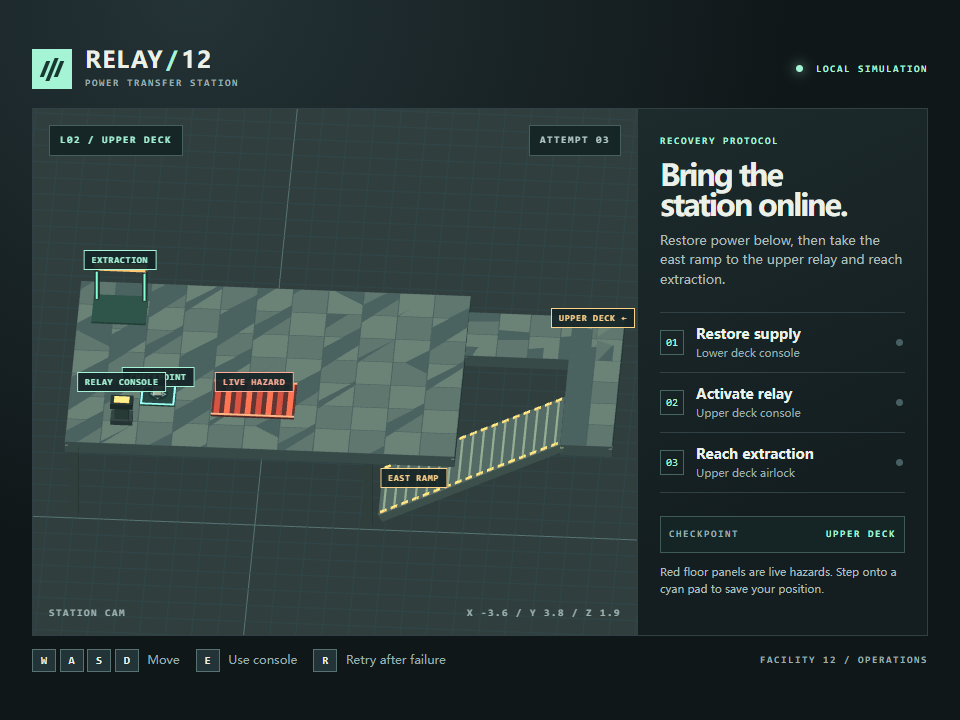 RELAY/12
POWER TRANSFER STATION
LOCAL SIMULATION
L02 / UPPER DECK
ATTEMPT 03
EXTRACTION
UPPER DECK ←
RELAY CONSOLE
LIVE HAZARD
EAST RAMP
STATION CAM
X -3.6 / Y 3.8 / Z 1.9
RECOVERY PROTOCOL
Bring the
station online.
Restore power below, then take the
east ramp to the upper relay and reach
extraction.
01 Restore supply
Lower deck console
02 Activate relay
Upper deck console
03 Reach extraction
Upper deck airlock
CHECKPOINT UPPER DECK
Red floor panels are live hazards. Step onto a
cyan pad to save your position.
W A S D Move E Use console R Retry after failure
FACILITY 12 / OPERATIONS